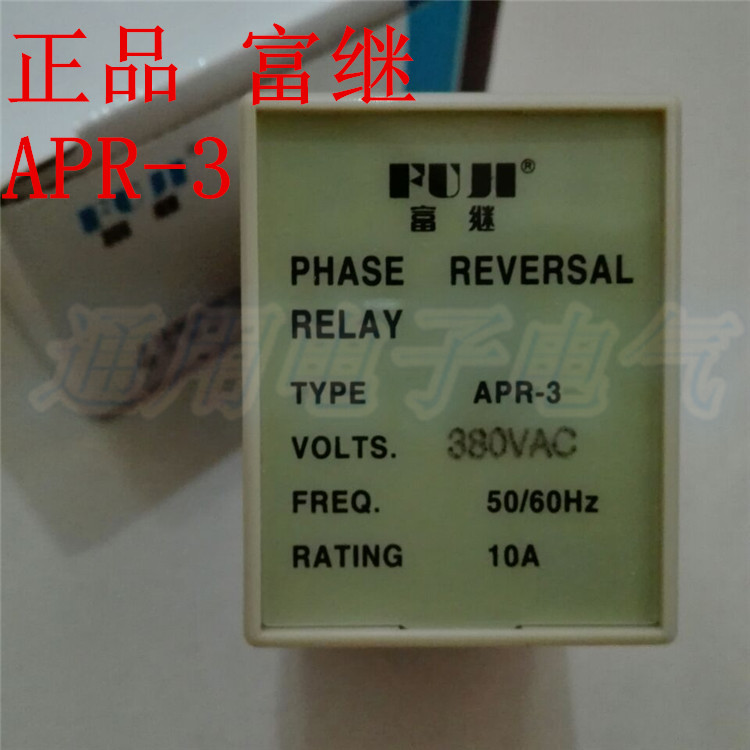 正品 富继
APR-3
FUJI®
富继
PHASE REVERSAL
RELAY
TYPE APR-3
VOLTS. 380VAC
FREQ. 50/60Hz
RATING 10A
通用电子电气